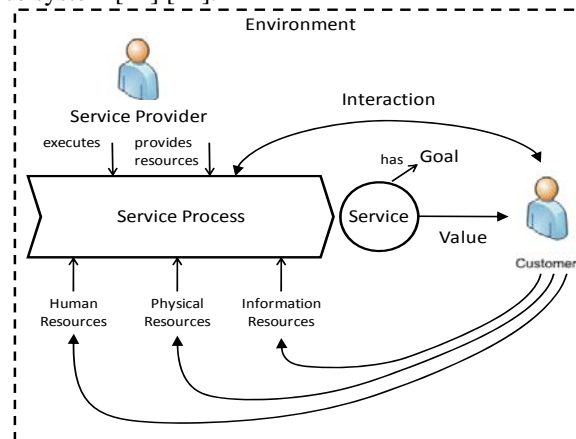 Environment
Service Provider
executes
provides
resources
Interaction
has Goal
Service Process
Service
Value
Customer
Human
Resources
Physical
Resources
Information
Resources